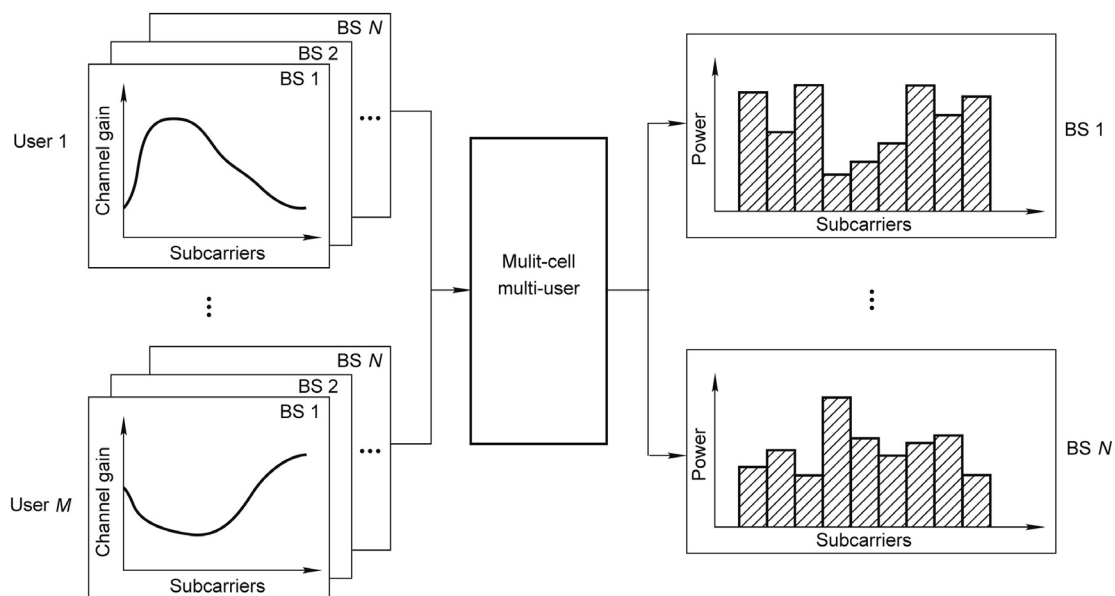 BS N
BS 2
BS 1
User 1
Channel gain
...
Subcarriers
BS N
BS 2
BS 1
User M
Channel gain
...
Subcarriers
Mulit-cell
multi-user
Power
Subcarriers
BS 1
Power
Subcarriers
BS N